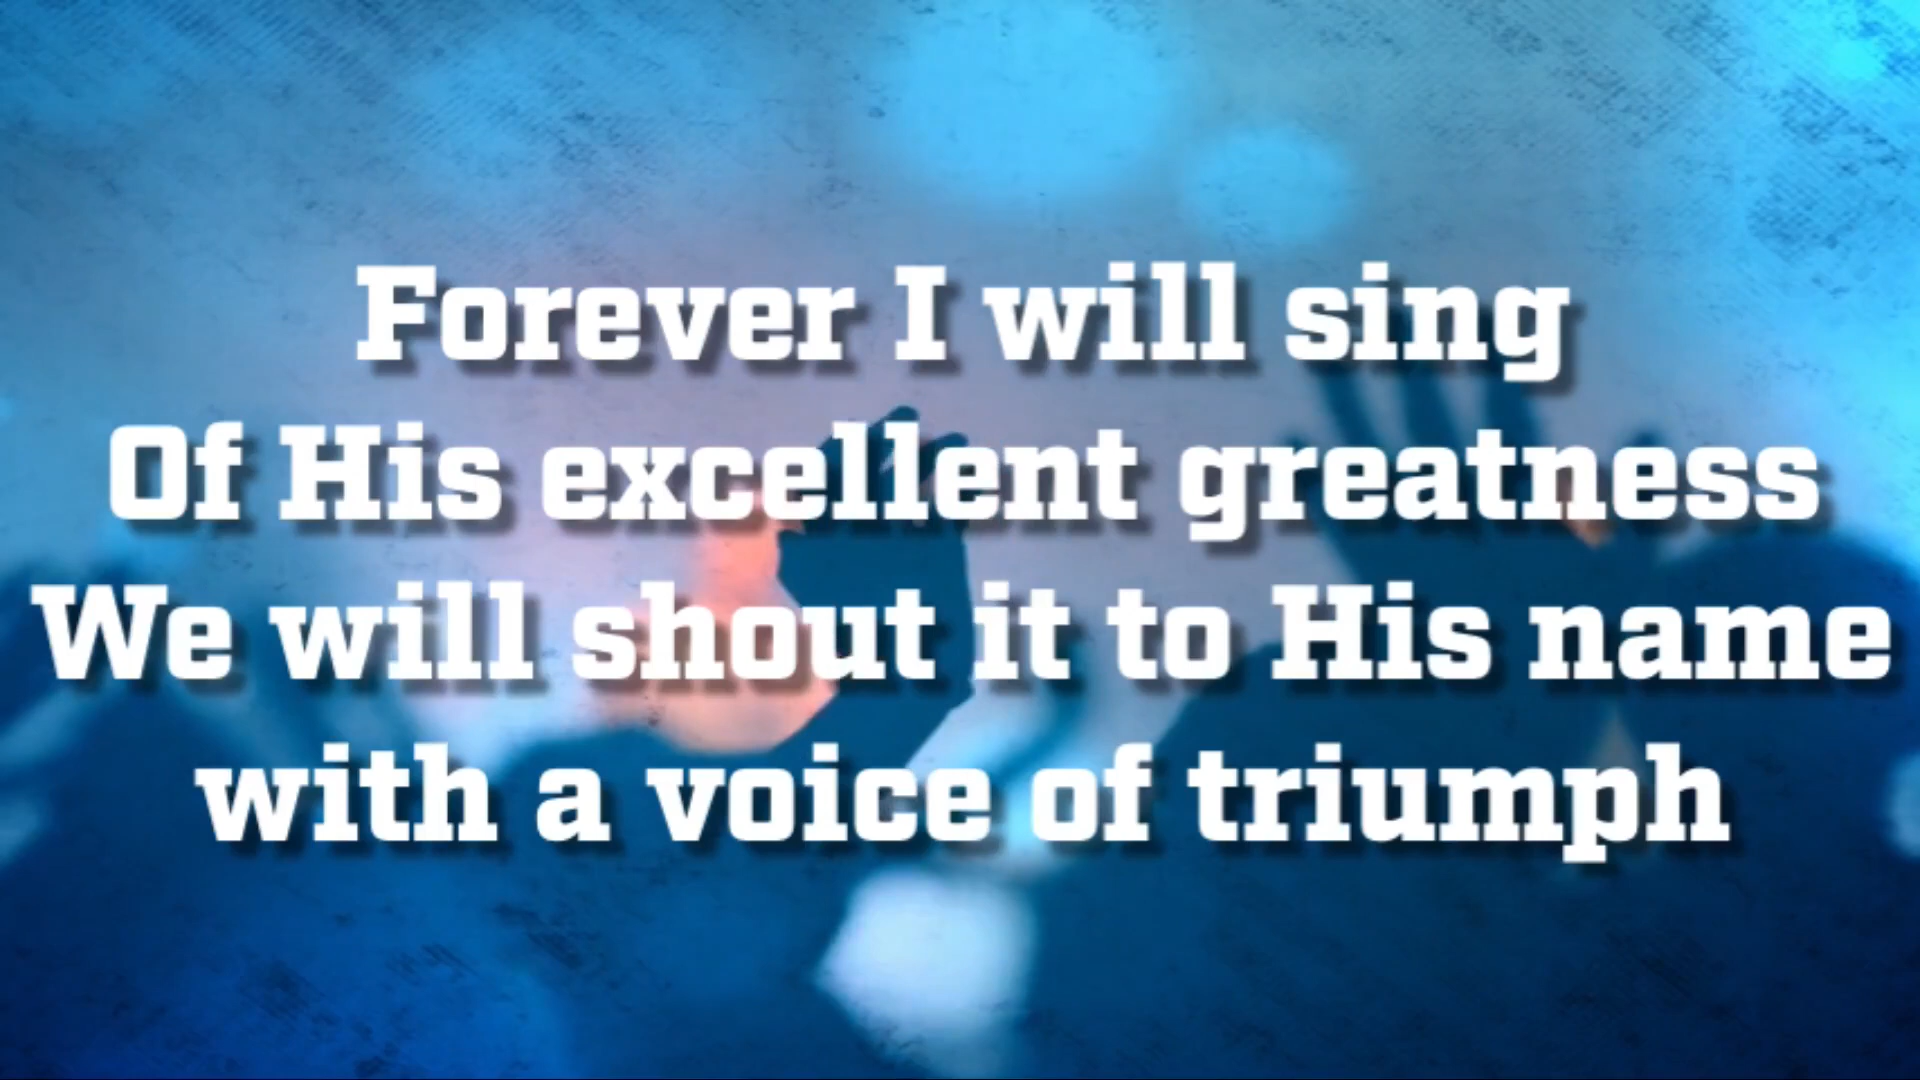 Forever I will sing
Of His excellent greatness
We will shout it to His name
with a voice of triumph